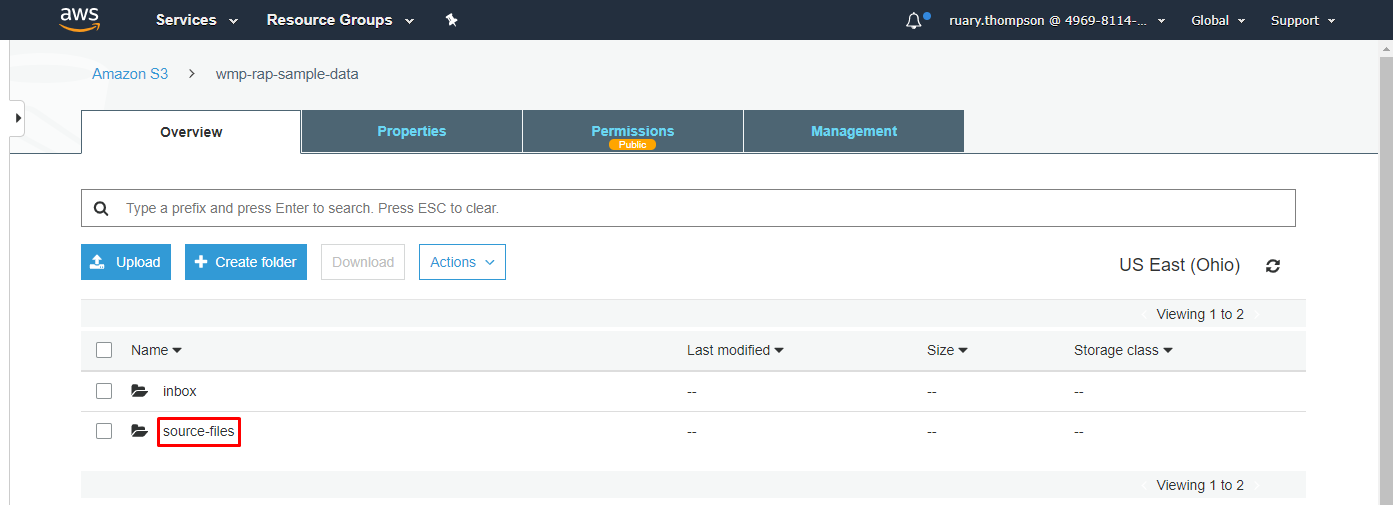 aws Services Resource Groups ruary.thompson @ 4969-8114-... Global Support
Amazon S3 > wmp-rap-sample-data
Overview Properties Permissions Management
Public
Type a prefix and press Enter to search. Press ESC to clear.
Upload + Create folder Download Actions US East (Ohio)
Viewing 1 to 2
Name Last modified Size Storage class
inbox -- -- --
source-files -- -- --
Viewing 1 to 2